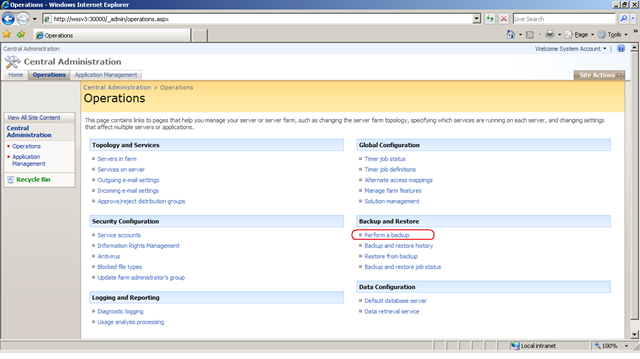 Operations - Windows Internet Explorer
http://wssv3:30000/_admin/operations.aspx
Live Search
Operations
Page
Tools
Central Administration
Welcome System Account
Central Administration
Home
Operations
Application Management
Site Actions
Central Administration > Operations
Operations
This page contains links to pages that help you manage your server or server farm, such as changing the server farm topology, specifying which services are running on each server, and changing settings
that affect multiple servers or applications.
View All Site Content
Central
Administration
Operations
Application
Management
Recycle Bin
Topology and Services
Servers in farm
Services on server
Outgoing e-mail settings
Incoming e-mail settings
Approve/reject distribution groups
Security Configuration
Service accounts
Information Rights Management
Antivirus
Blocked file types
Update farm administrator's group
Logging and Reporting
Diagnostic logging
Usage analysis processing
Global Configuration
Timer job status
Timer job definitions
Alternate access mappings
Manage farm features
Solution management
Backup and Restore
Perform a backup
Backup and restore history
Restore from backup
Backup and restore job status
Data Configuration
Default database server
Data retrieval service
Local intranet
100%